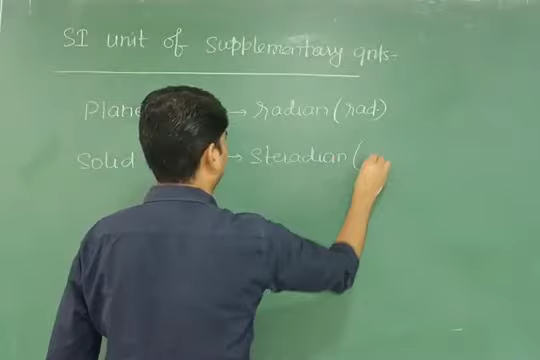 SI unit of Supplementary qnts-
Plane → radian (rad)
Solid → Steradian (